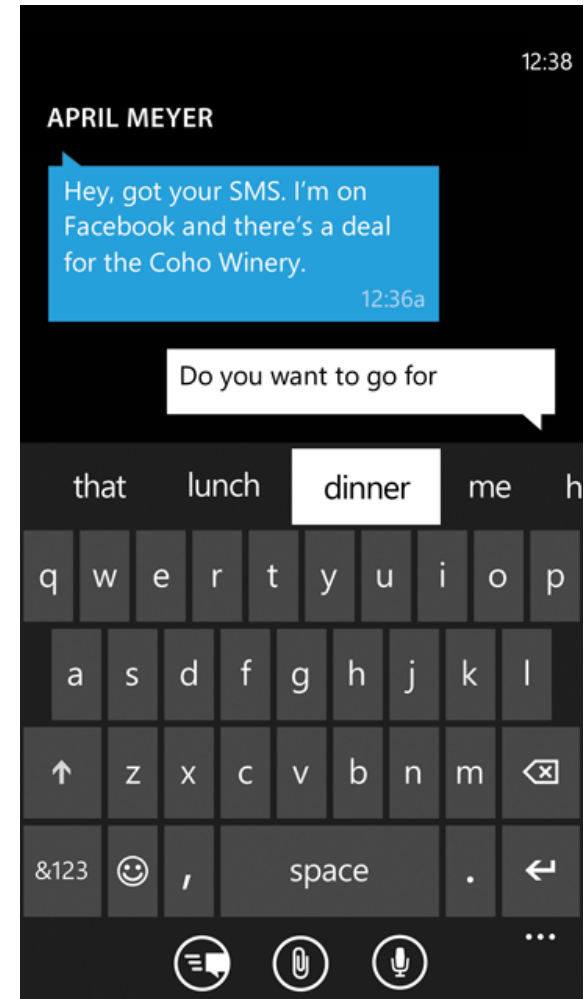 12:38
APRIL MEYER
Hey, got your SMS. I'm on
Facebook and there's a deal
for the Coho Winery.
12:36a
Do you want to go for
that lunch dinner me h
q w e r t y u i o p
a s d f g h j k l
z x c v b n m
&123 , space .